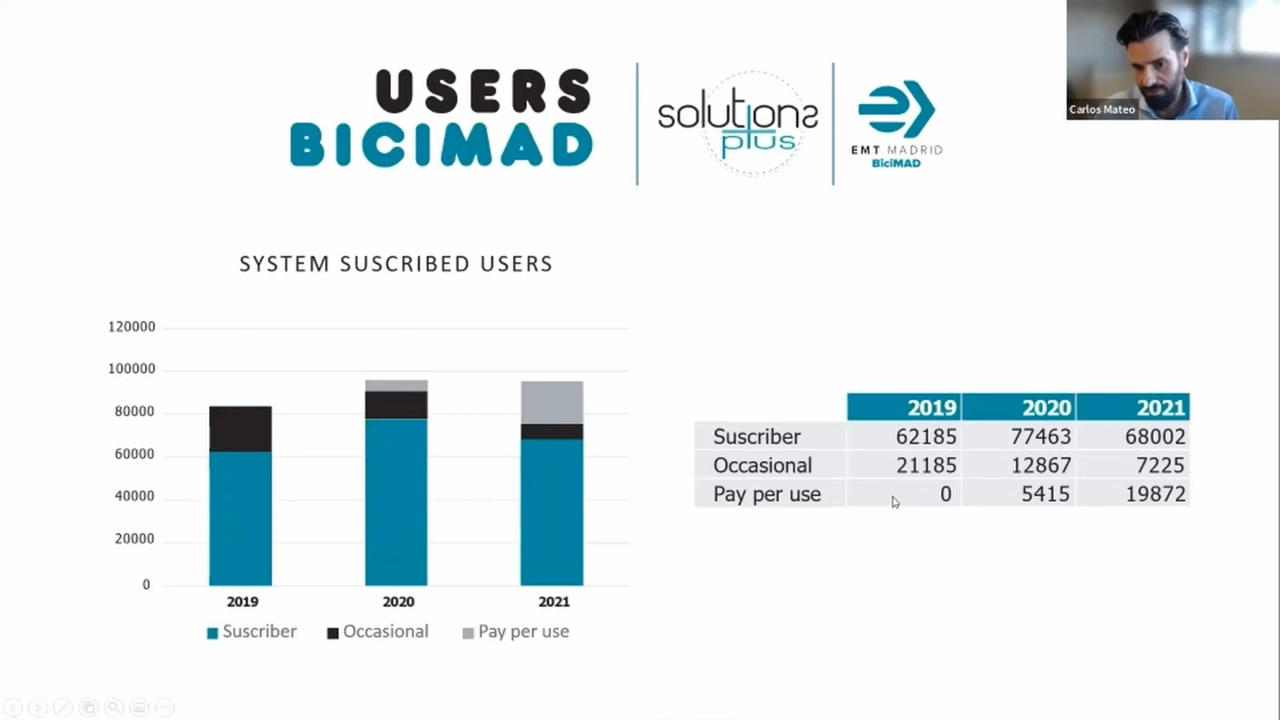 USERS
BICIMAD
solutions
plus
EMT MADRID
BiciMAD
Carlos Mateo
SYSTEM SUSCRIBED USERS
120000
100000
80000
60000
40000
20000
0
2019 2020 2021
Suscriber Occasional Pay per use
2019 2020 2021
Suscriber 62185 77463 68002
Occasional 21185 12867 7225
Pay per use 0 5415 19872